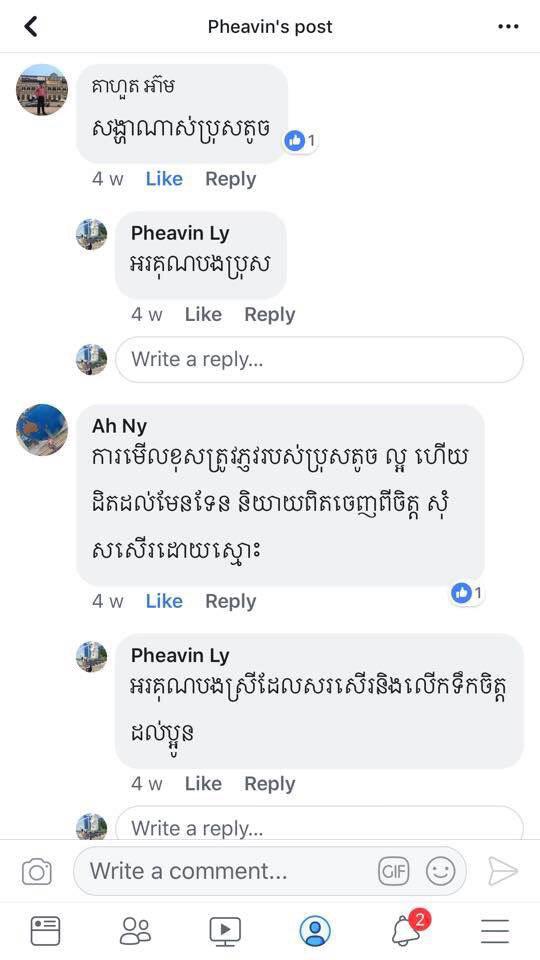 Pheavin's post
គាហួត អ៊ាម
សង្ហាណាស់ប្រុសតូច
1
4 w Like Reply
Pheavin Ly
អរគុណបងប្រុស
4 w Like Reply
Write a reply...
Ah Ny
ការមើលខុសត្រូវភ្ញវរបស់ប្រុសតូច ល្អ ហើយ
ដិតដល់មែនទែន និយាយពិតចេញពីចិត្ត សុំ
សសើរដោយស្មោះ
1
4 w Like Reply
Pheavin Ly
អរគុណបងស្រីដែលសរសើរនិងលើកទឹកចិត្ត
ដល់ប្អូន
4 w Like Reply
Write a reply...
Write a comment... GIF
2